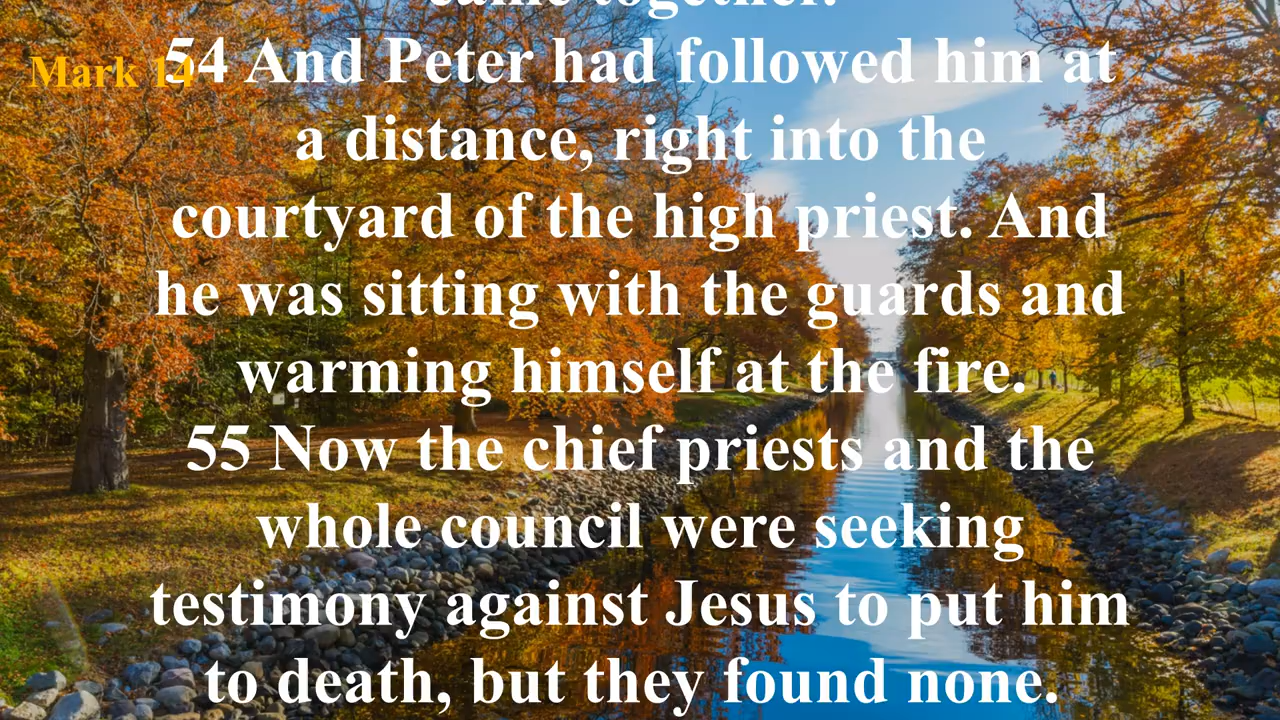 came together.
Mark 14
54 And Peter had followed him at
a distance, right into the
courtyard of the high priest. And
he was sitting with the guards and
warming himself at the fire.
55 Now the chief priests and the
whole council were seeking
testimony against Jesus to put him
to death, but they found none.